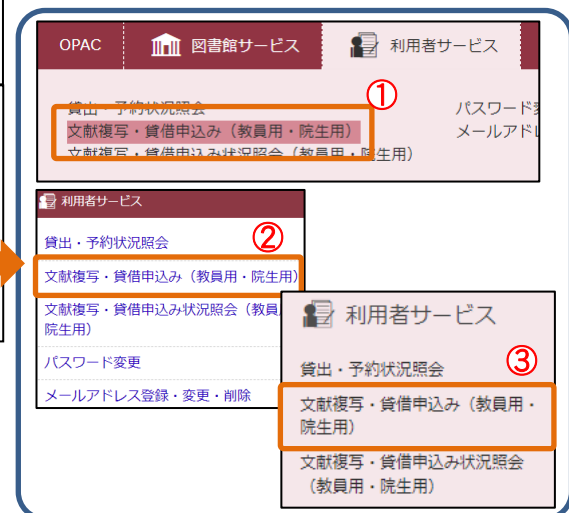 OPAC 図書館サービス 利用者サービス
①
貸出・予約状況照会 パスワード
文献複写・貸借申込み（教員用・院生用） メールアド
文献複写・貸借申込み状況照会（教員用・院生用）
利用者サービス
②
貸出・予約状況照会
文献複写・貸借申込み（教員用・院生用）
文献複写・貸借申込み状況照会（教員
院生用）
パスワード変更
メールアドレス登録・変更・削除
利用者サービス
③
貸出・予約状況照会
文献複写・貸借申込み（教員用・
院生用）
文献複写・貸借申込み状況照会
（教員用・院生用）